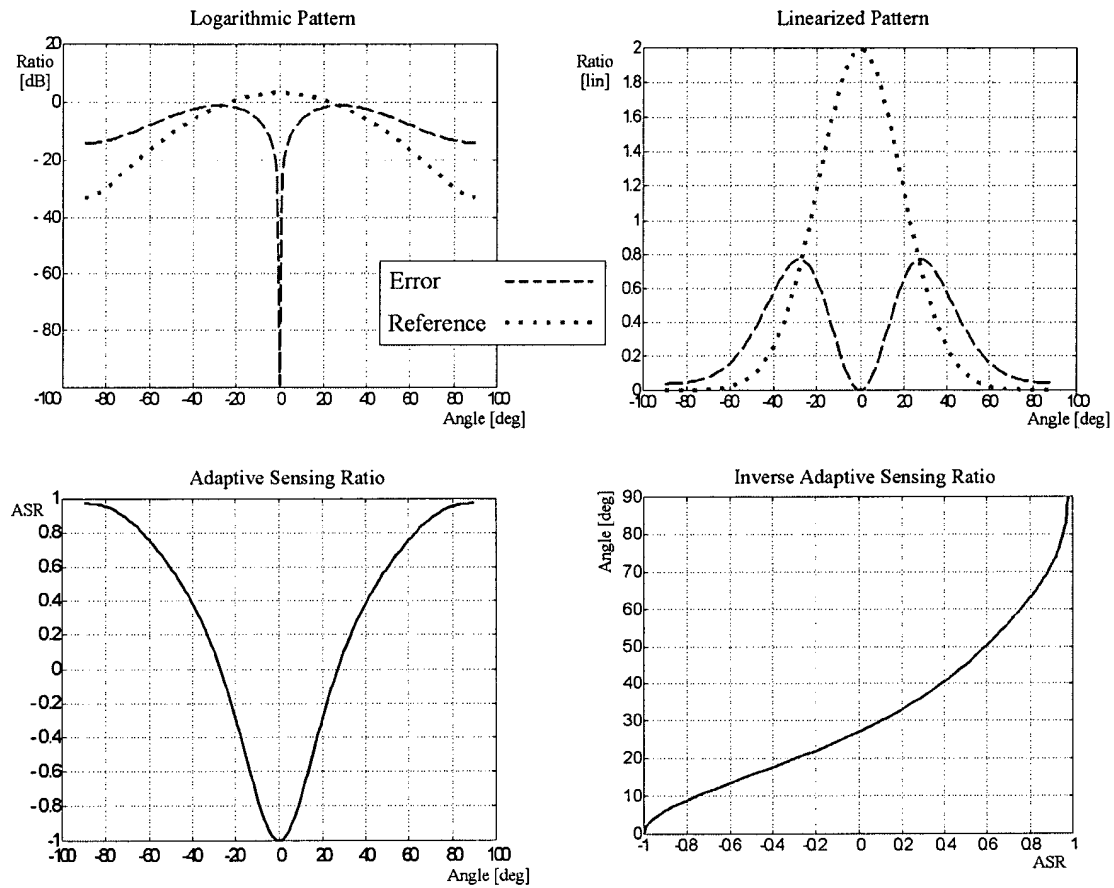 Logarithmic Pattern
20
Ratio
[dB]
0
-20
-40
-60
-80
-100
-100 -80 -60 -40 -20 0 20 40 60 80 100
Angle [deg]
Linearized Pattern
Ratio
[lin]
2
1.8
1.6
1.4
1.2
1
0.8
0.6
0.4
0.2
0
-100 -80 -60 -40 -20 0 20 40 60 80 100
Angle [deg]
Error
Reference
Adaptive Sensing Ratio
ASR
1
0.8
0.6
0.4
0.2
0
-0.2
-0.4
-0.6
-0.8
-1
-100 -80 -60 -40 -20 0 20 40 60 80 100
Angle [deg]
Inverse Adaptive Sensing Ratio
Angle [deg]
90
80
70
60
50
40
30
20
10
0
-1 -0.8 -0.6 -0.4 -0.2 0 0.2 0.4 0.6 0.8 1
ASR